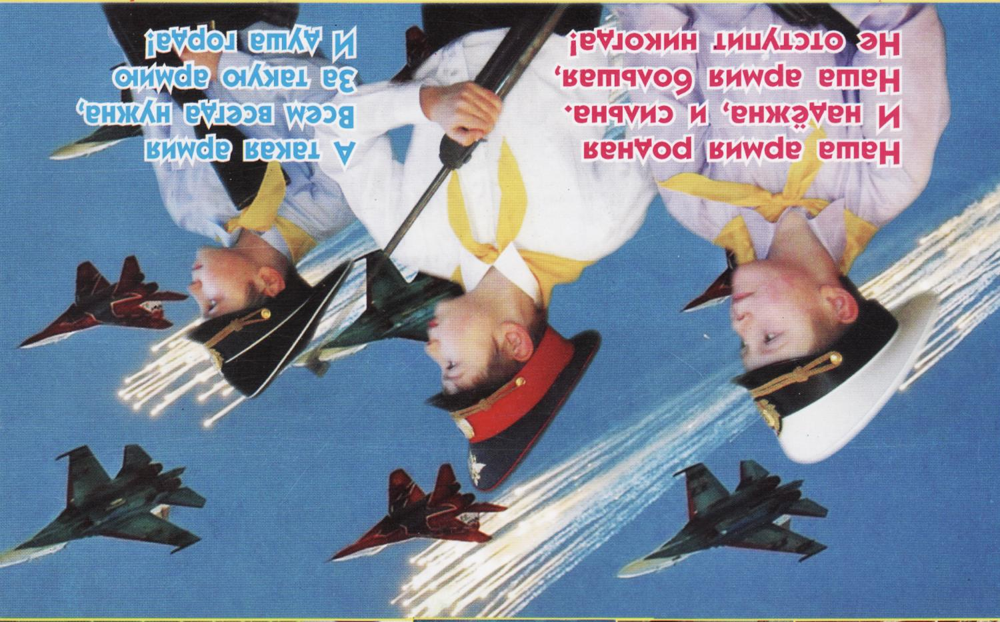 Наша армия родная
И надёжна, и сильна.
Наша армия большая,
Не отступит никогда!
А такая армия
Всем всегда нужна,
За такую армию
И душа горда!